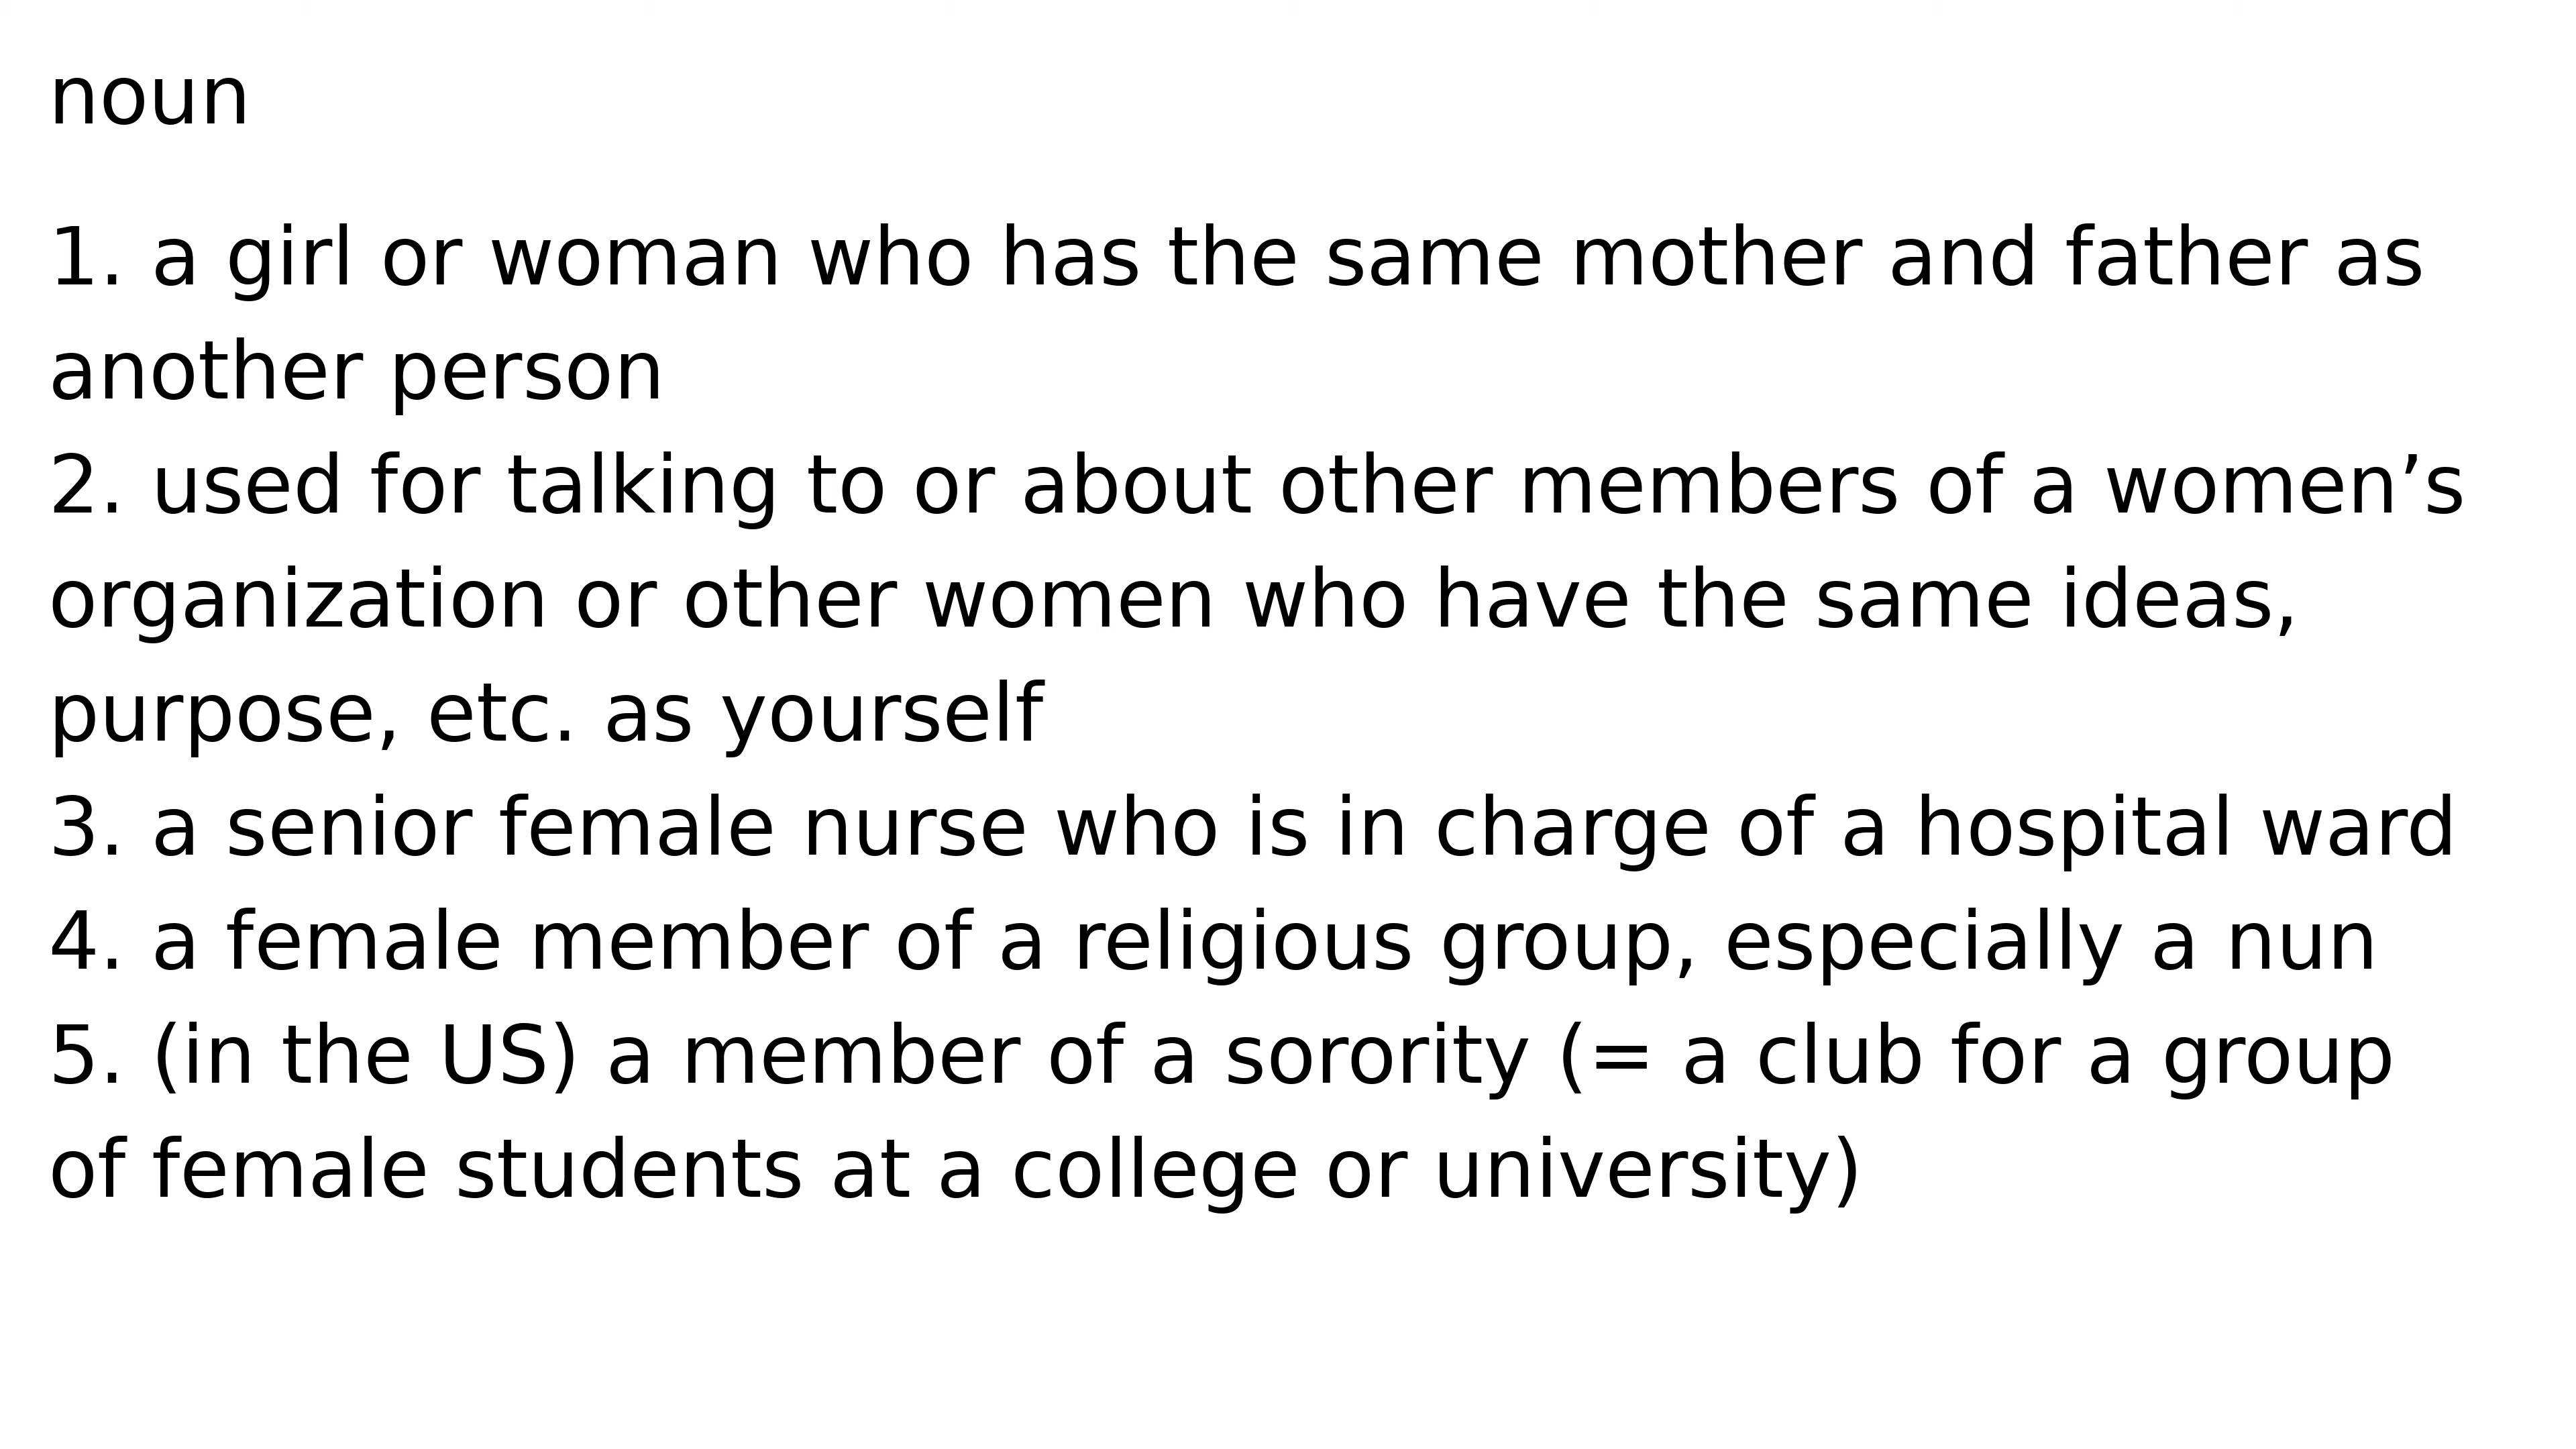 noun
1. a girl or woman who has the same mother and father as
another person
2. used for talking to or about other members of a women’s
organization or other women who have the same ideas,
purpose, etc. as yourself
3. a senior female nurse who is in charge of a hospital ward
4. a female member of a religious group, especially a nun
5. (in the US) a member of a sorority (= a club for a group
of female students at a college or university)